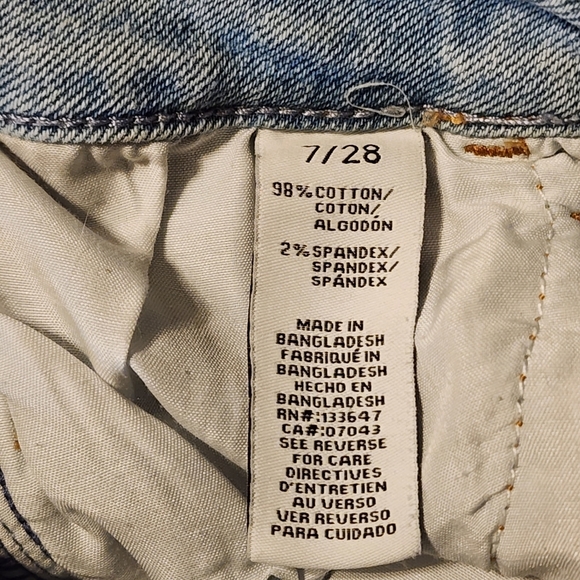 7/28
98% COTTON/
COTON/
ALGODÓN
2% SPANDEX/
SPANDEX/
SPÁNDEX
MADE IN
BANGLADESH
FABRIQUÉ IN
BANGLADESH
HECHO EN
BANGLADESH
RN#:133647
CA#:07043
SEE REVERSE
FOR CARE
DIRECTIVES
D'ENTRETIEN
AU VERSO
VER REVERSO
PARA CUIDADO